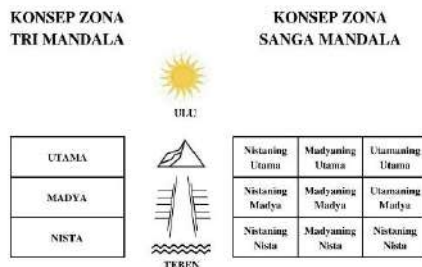 KONSEP ZONA
TRI MANDALA
KONSEP ZONA
SANGA MANDALA
ULU
UTAMA
MADYA
NISTA
TEBEN
Nistaning
Utama
Madyaning
Utama
Utamaning
Utama
Nistaning
Madya
Madyaning
Madya
Utamaning
Madya
Nistaning
Nista
Madyaning
Nista
Nistaning
Nista